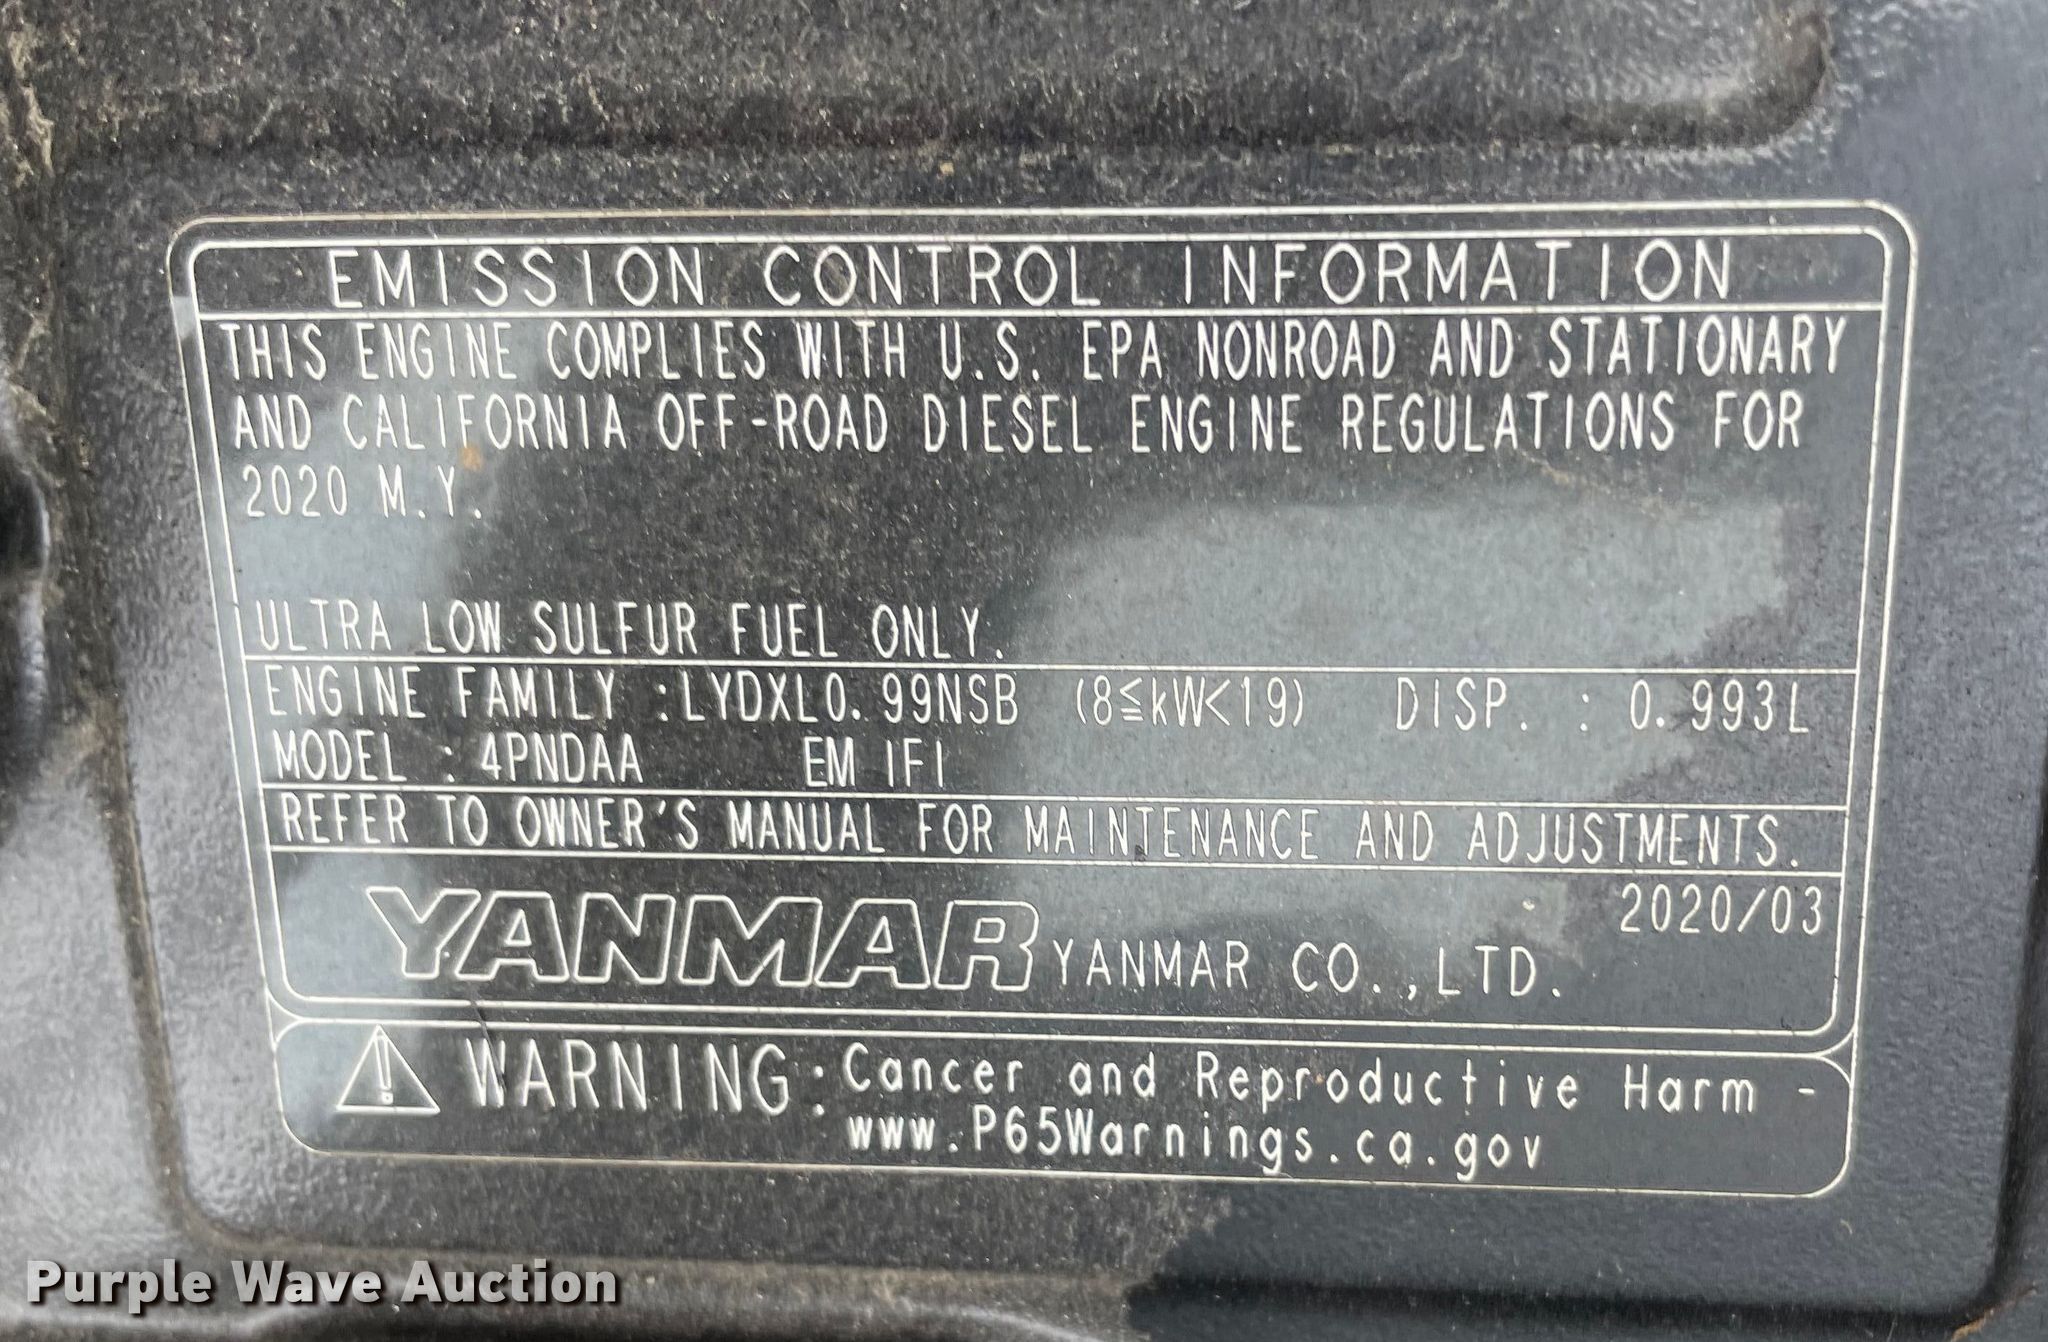 EMISSION CONTROL INFORMATION
THIS ENGINE COMPLIES WITH U.S. EPA NONROAD AND STATIONARY
AND CALIFORNIA OFF-ROAD DIESEL ENGINE REGULATIONS FOR
2020 M.Y.
ULTRA LOW SULFUR FUEL ONLY.
ENGINE FAMILY :LYDXL0.99NSB (8≦kW<19) DISP. : 0.993L
MODEL : 4PNDAA EM IFI
REFER TO OWNER'S MANUAL FOR MAINTENANCE AND ADJUSTMENTS.
2020/03
YANMAR YANMAR CO.,LTD.
WARNING: Cancer and Reproductive Harm -
www.P65Warnings.ca.gov
Purple Wave Auction